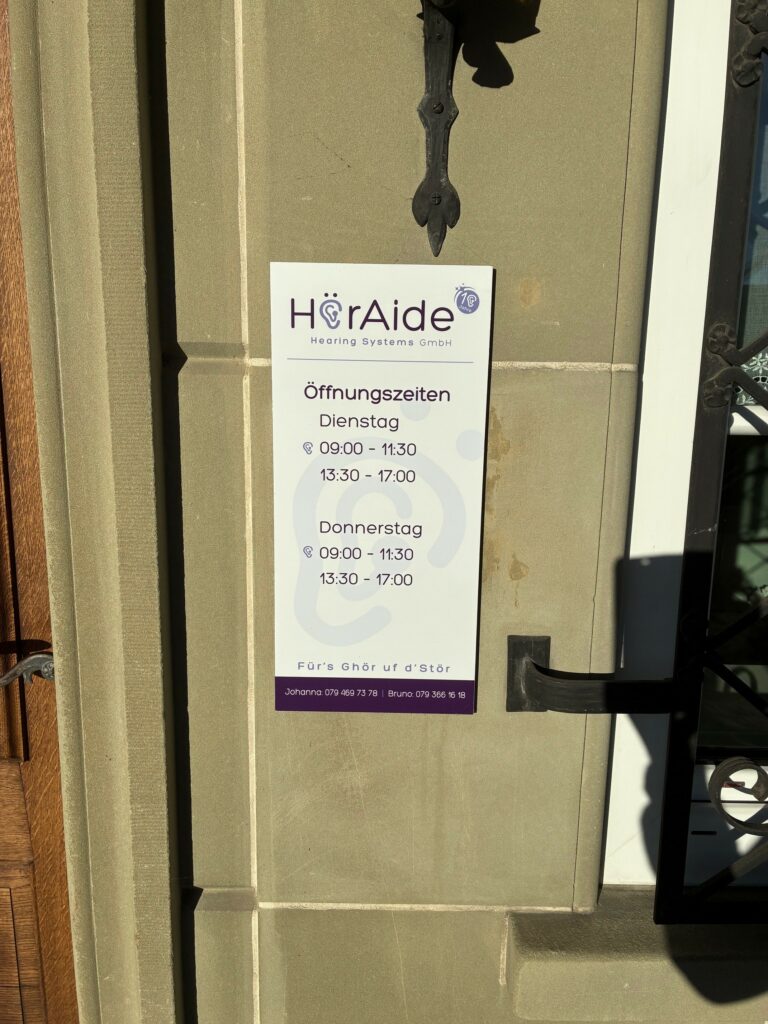 HörAide
10
Hearing Systems GmbH
Öffnungszeiten
Dienstag
09:00 - 11:30
13:30 - 17:00
Donnerstag
09:00 - 11:30
13:30 - 17:00
Für's Ghör uf d'Stör
Johanna: 079 469 73 78 | Bruno: 079 366 16 18